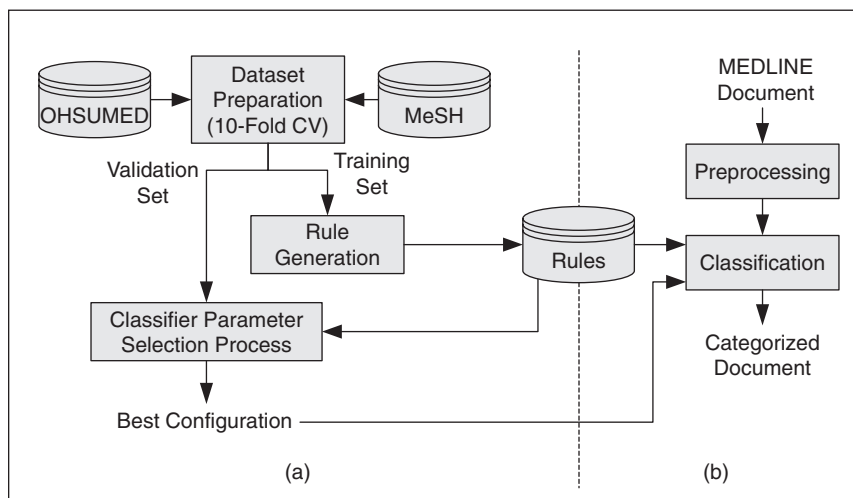 OHSUMED
Dataset
Preparation
(10-Fold CV)
MeSH
MEDLINE
Document
Validation
Set
Training
Set
Preprocessing
Rule
Generation
Rules
Classification
Classifier Parameter
Selection Process
Categorized
Document
Best Configuration
(a)
(b)